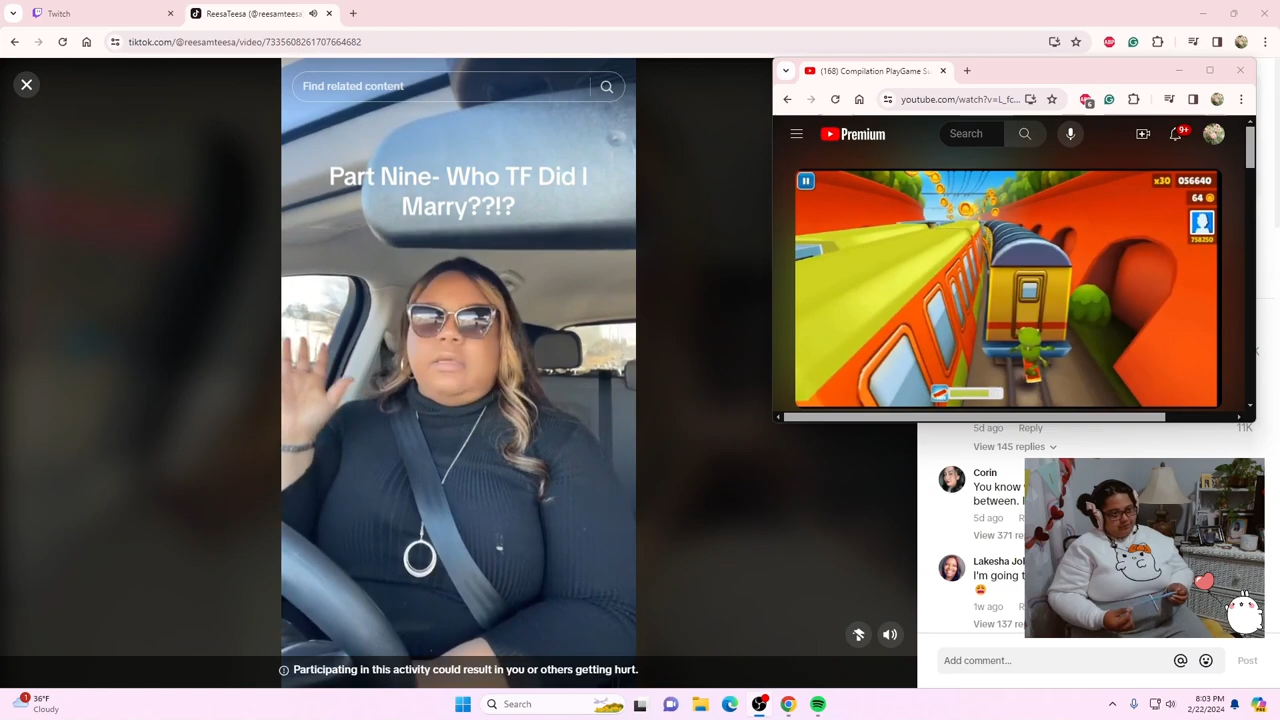 Twitch
ReesaTeesa (@reesamteesa
tiktok.com/@reesamteesa/video/7335608261707664682
ABP
Find related content
Part Nine- Who TF Did I
Marry??!?
Participating in this activity could result in you or others getting hurt.
(168) Compilation PlayGame Su
youtube.com/watch?v=L_fc...
6
Premium
Search
9+
x30 056640
64
758250
5d ago Reply
11K
View 145 replies
Corin
You know
between. I
5d ago R
View 371 re
Lakesha Jo
I'm going t
1w ago R
View 137 re
Add comment...
Post
1
36°F
Cloudy
Search
8:03 PM
2/22/2024